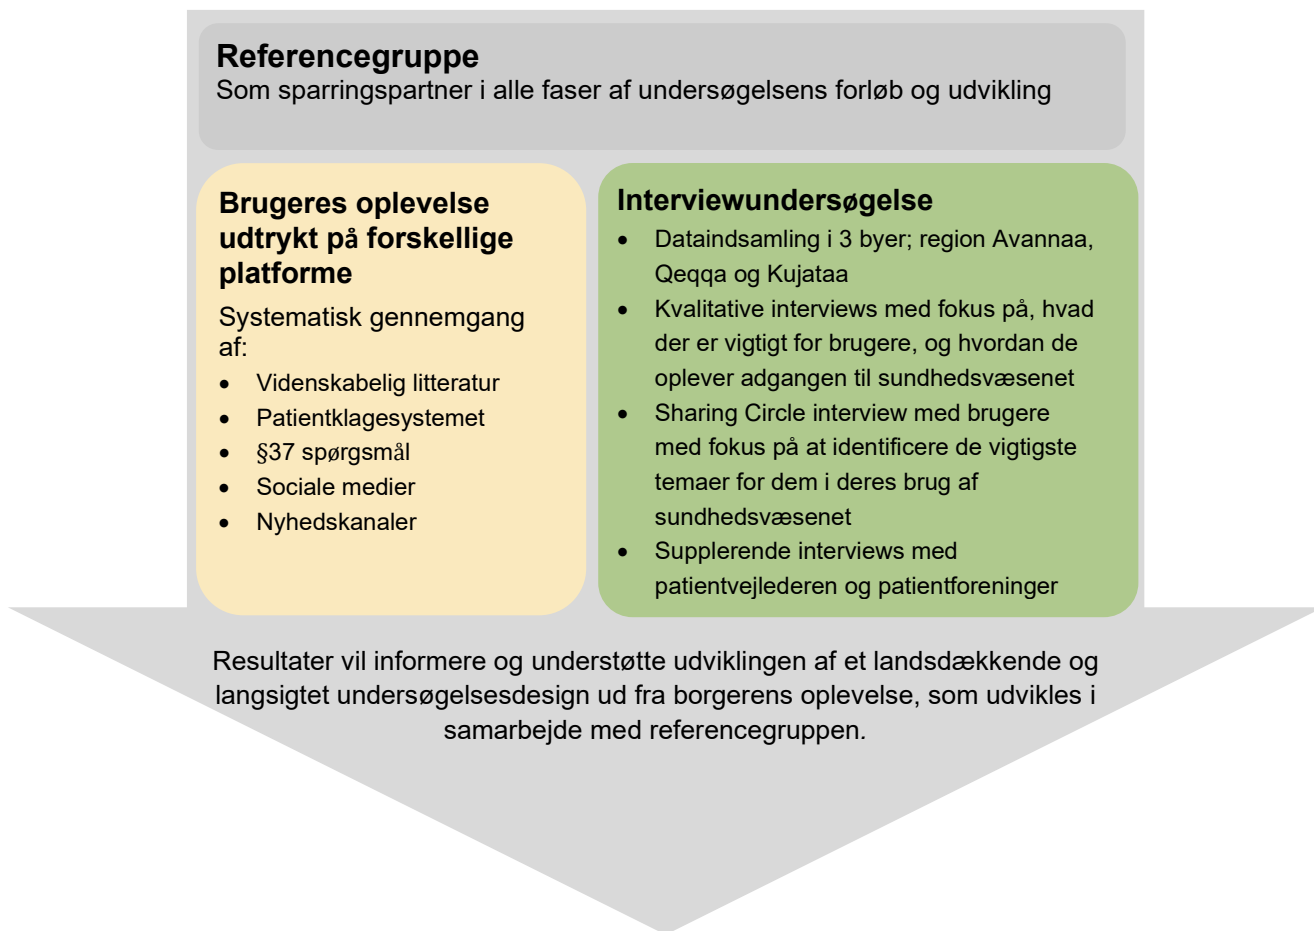 Referencegruppe
Som sparringspartner i alle faser af undersøgelsens forløb og udvikling
Brugeres oplevelse
udtrykt på forskellige
platforme
Systematisk gennemgang
af:
• Videnskabelig litteratur
• Patientklagesystemet
• §37 spørgsmål
• Sociale medier
• Nyhedskanaler
Interviewundersøgelse
• Dataindsamling i 3 byer; region Avannaa,
Qeqqa og Kujataa
• Kvalitative interviews med fokus på, hvad
der er vigtigt for brugere, og hvordan de
oplever adgangen til sundhedsvæsenet
• Sharing Circle interview med brugere
med fokus på at identificere de vigtigste
temaer for dem i deres brug af
sundhedsvæsenet
• Supplerende interviews med
patientvejlederen og patientforeninger
Resultater vil informere og understøtte udviklingen af et landsdækkende og
langsigtet undersøgelsesdesign ud fra borgerens oplevelse, som udvikles i
samarbejde med referencegruppen.